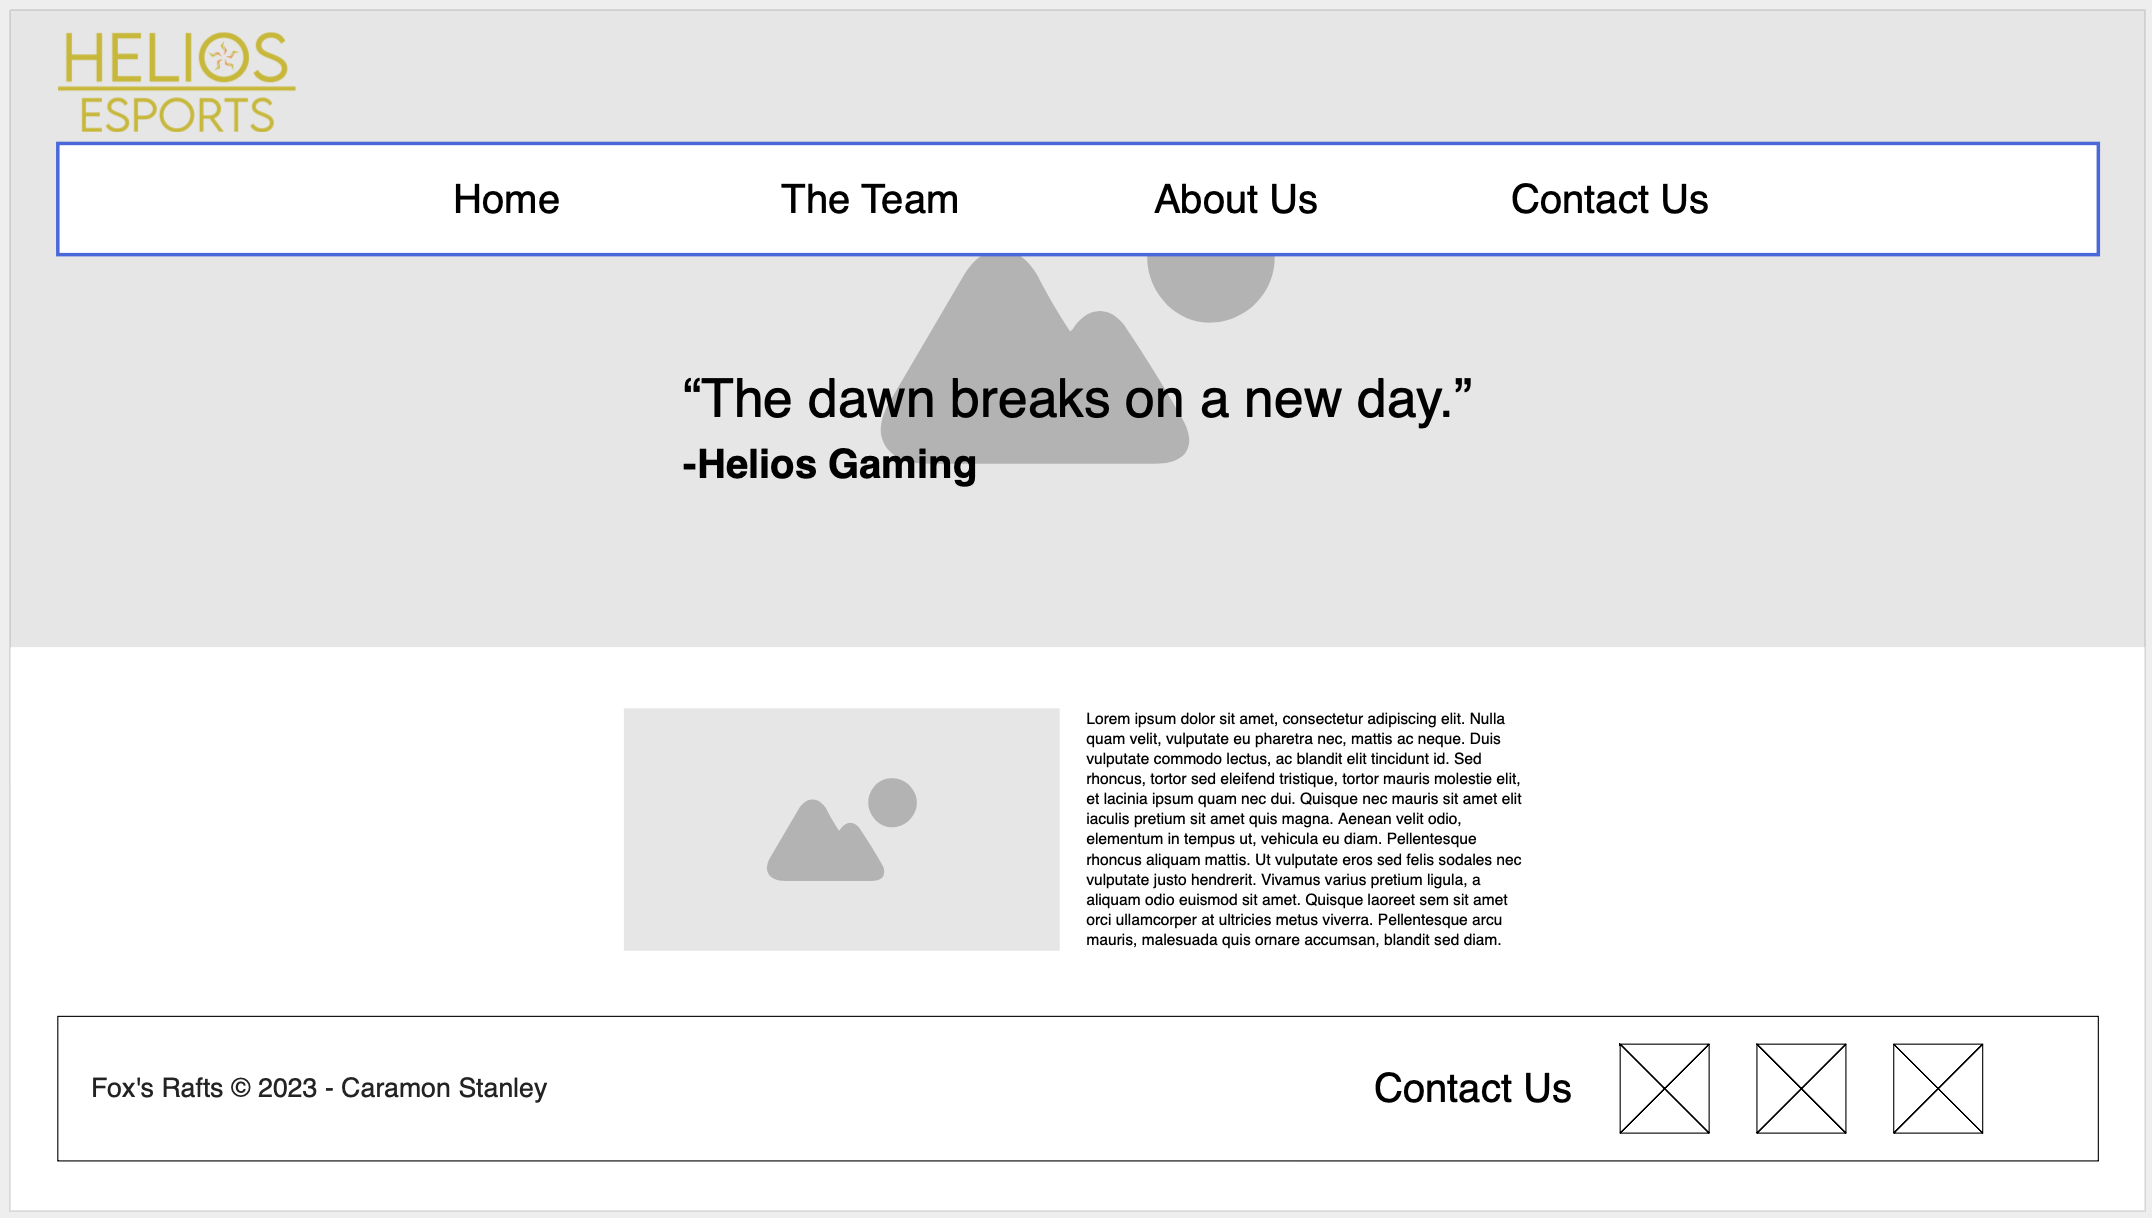 HELIOS
ESPORTS
Home The Team About Us Contact Us
“The dawn breaks on a new day.”
-Helios Gaming
Lorem ipsum dolor sit amet, consectetur adipiscing elit. Nulla
quam velit, vulputate eu pharetra nec, mattis ac neque. Duis
vulputate commodo lectus, ac blandit elit tincidunt id. Sed
rhoncus, tortor sed eleifend tristique, tortor mauris molestie elit,
et lacinia ipsum quam nec dui. Quisque nec mauris sit amet elit
iaculis pretium sit amet quis magna. Aenean velit odio,
elementum in tempus ut, vehicula eu diam. Pellentesque
rhoncus aliquam mattis. Ut vulputate eros sed felis sodales nec
vulputate justo hendrerit. Vivamus varius pretium ligula, a
aliquam odio euismod sit amet. Quisque laoreet sem sit amet
orci ullamcorper at ultricies metus viverra. Pellentesque arcu
mauris, malesuada quis ornare accumsan, blandit sed diam.
Fox's Rafts © 2023 - Caramon Stanley
Contact Us